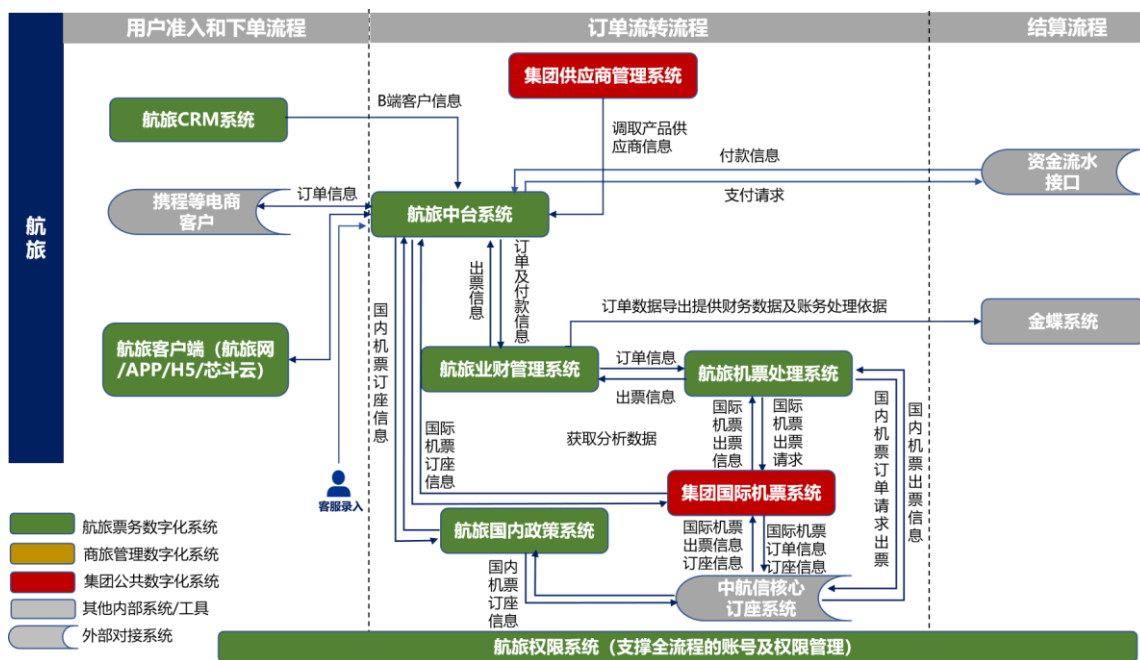 用户准入和下单流程
订单流转流程
结算流程
航旅
集团供应商管理系统
B端客户信息
航旅CRM系统
调取产品供
应商信息
付款信息
资金流水
接口
支付请求
订单信息
携程等电商
客户
航旅中台系统
国内机票订座信息
出票信息
订单及付款信息
订单数据导出提供财务数据及账务处理依据
金蝶系统
航旅客户端（航旅网
/APP/H5/芯斗云）
航旅业财管理系统
订单信息
出票信息
航旅机票处理系统
国际
机票
订座
信息
获取分析数据
国际
机票
出票
信息
国际
机票
出票
请求
国内机票订单请求出票
国内机票出票信息
客服录入
集团国际机票系统
航旅国内政策系统
国际机票
出票信息
订座信息
国际机票
订单信息
订座信息
国内
机票
订座
信息
中航信核心
订座系统
航旅票务数字化系统
商旅管理数字化系统
集团公共数字化系统
其他内部系统/工具
外部对接系统
航旅权限系统（支撑全流程的账号及权限管理）